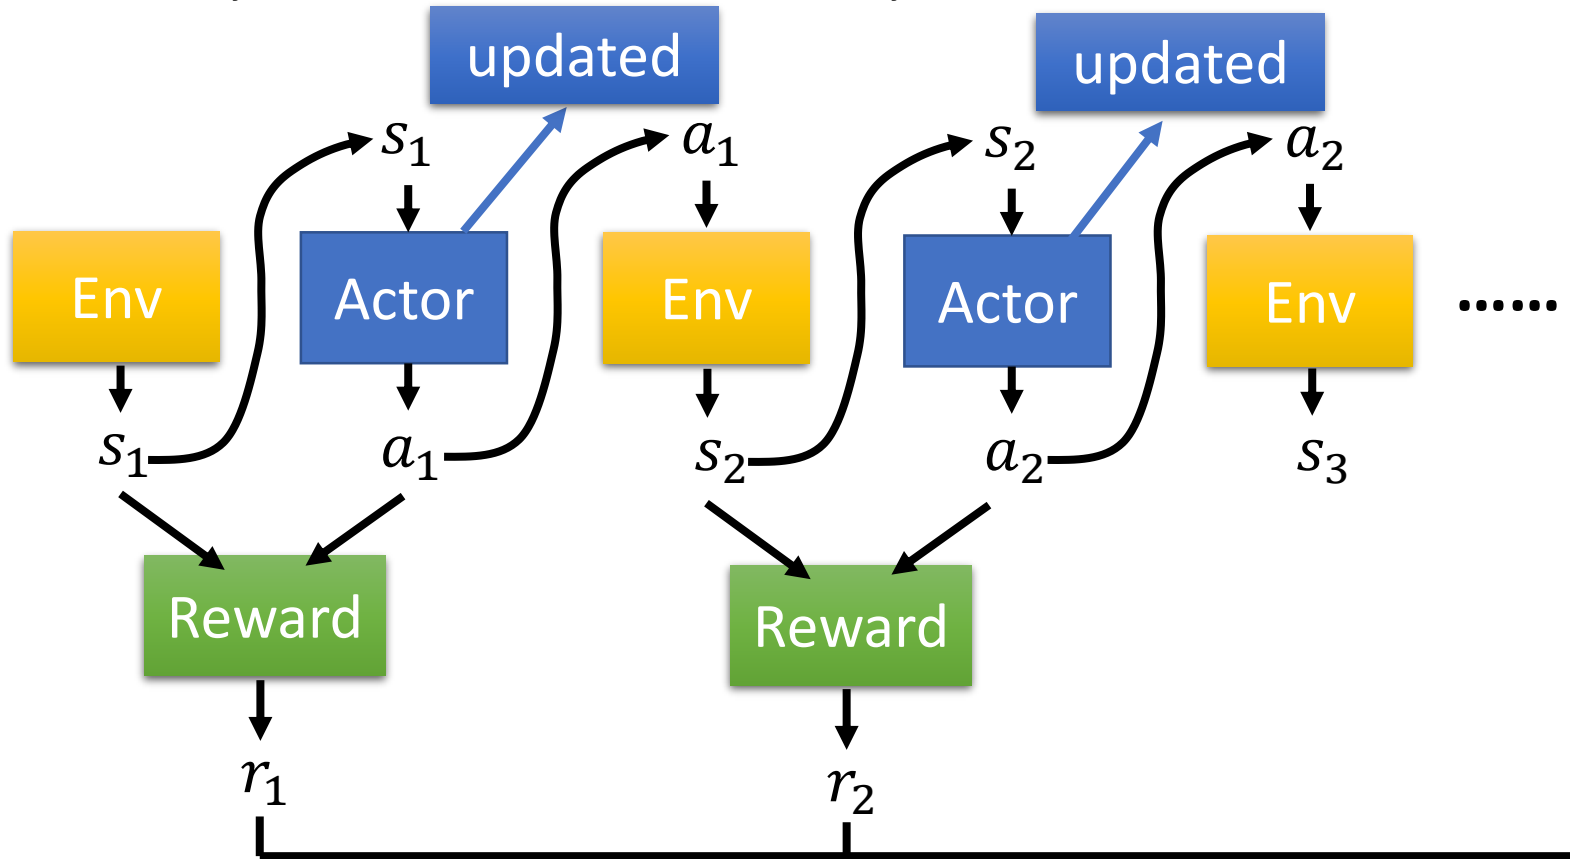 updated
updated
s₁
a₁
s₂
a₂
Env
Actor
Env
Actor
Env
……
s₁
a₁
s₂
a₂
s₃
Reward
Reward
r₁
r₂